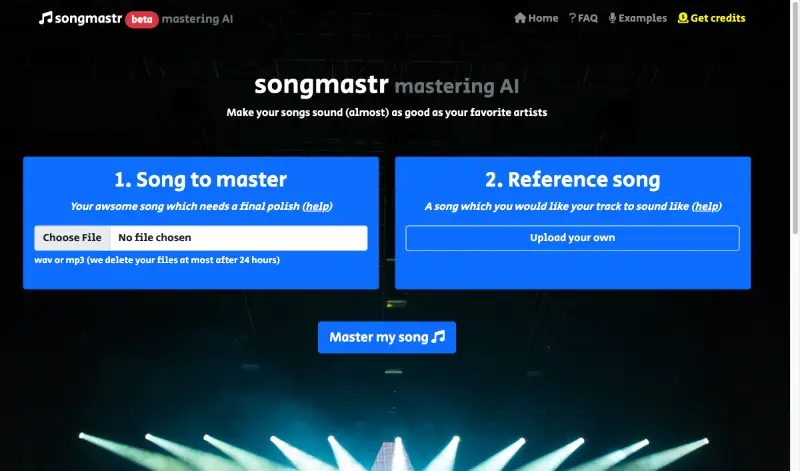 songmastr beta mastering AI
Home FAQ Examples Get credits
songmastr mastering AI
Make your songs sound (almost) as good as your favorite artists
1. Song to master
Your awsome song which needs a final polish (help)
Choose File No file chosen
wav or mp3 (we delete your files at most after 24 hours)
2. Reference song
A song which you would like your track to sound like (help)
Upload your own
Master my song